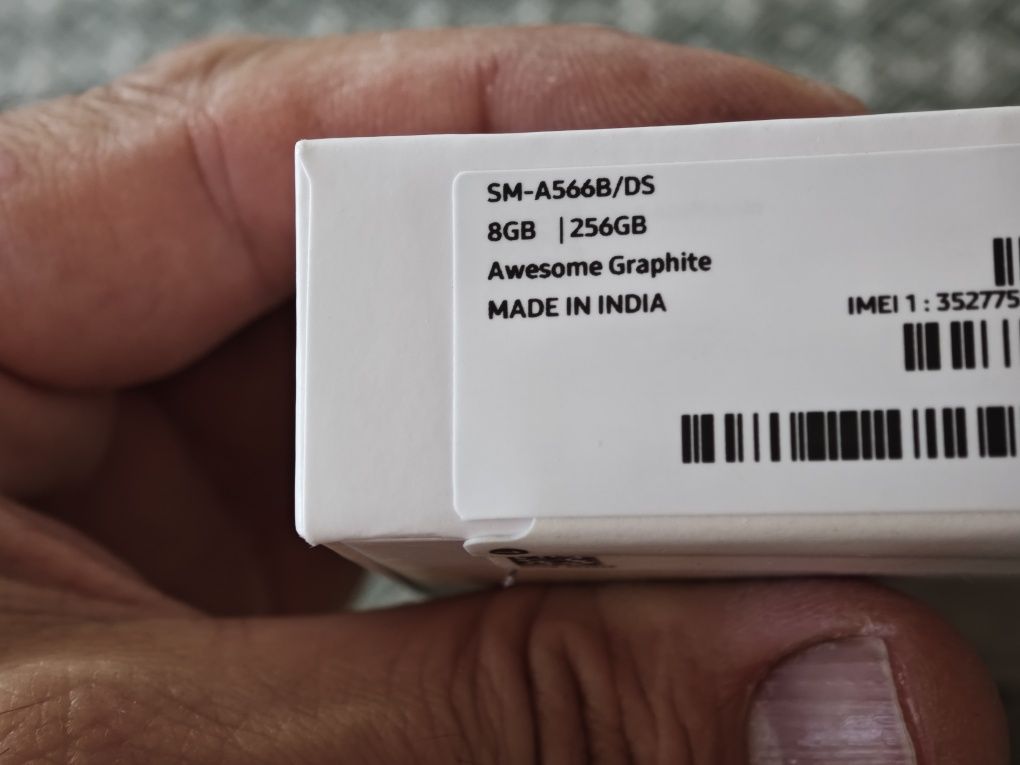 SM-A566B/DS
8GB | 256GB
Awesome Graphite
MADE IN INDIA
IMEI 1 : 352775